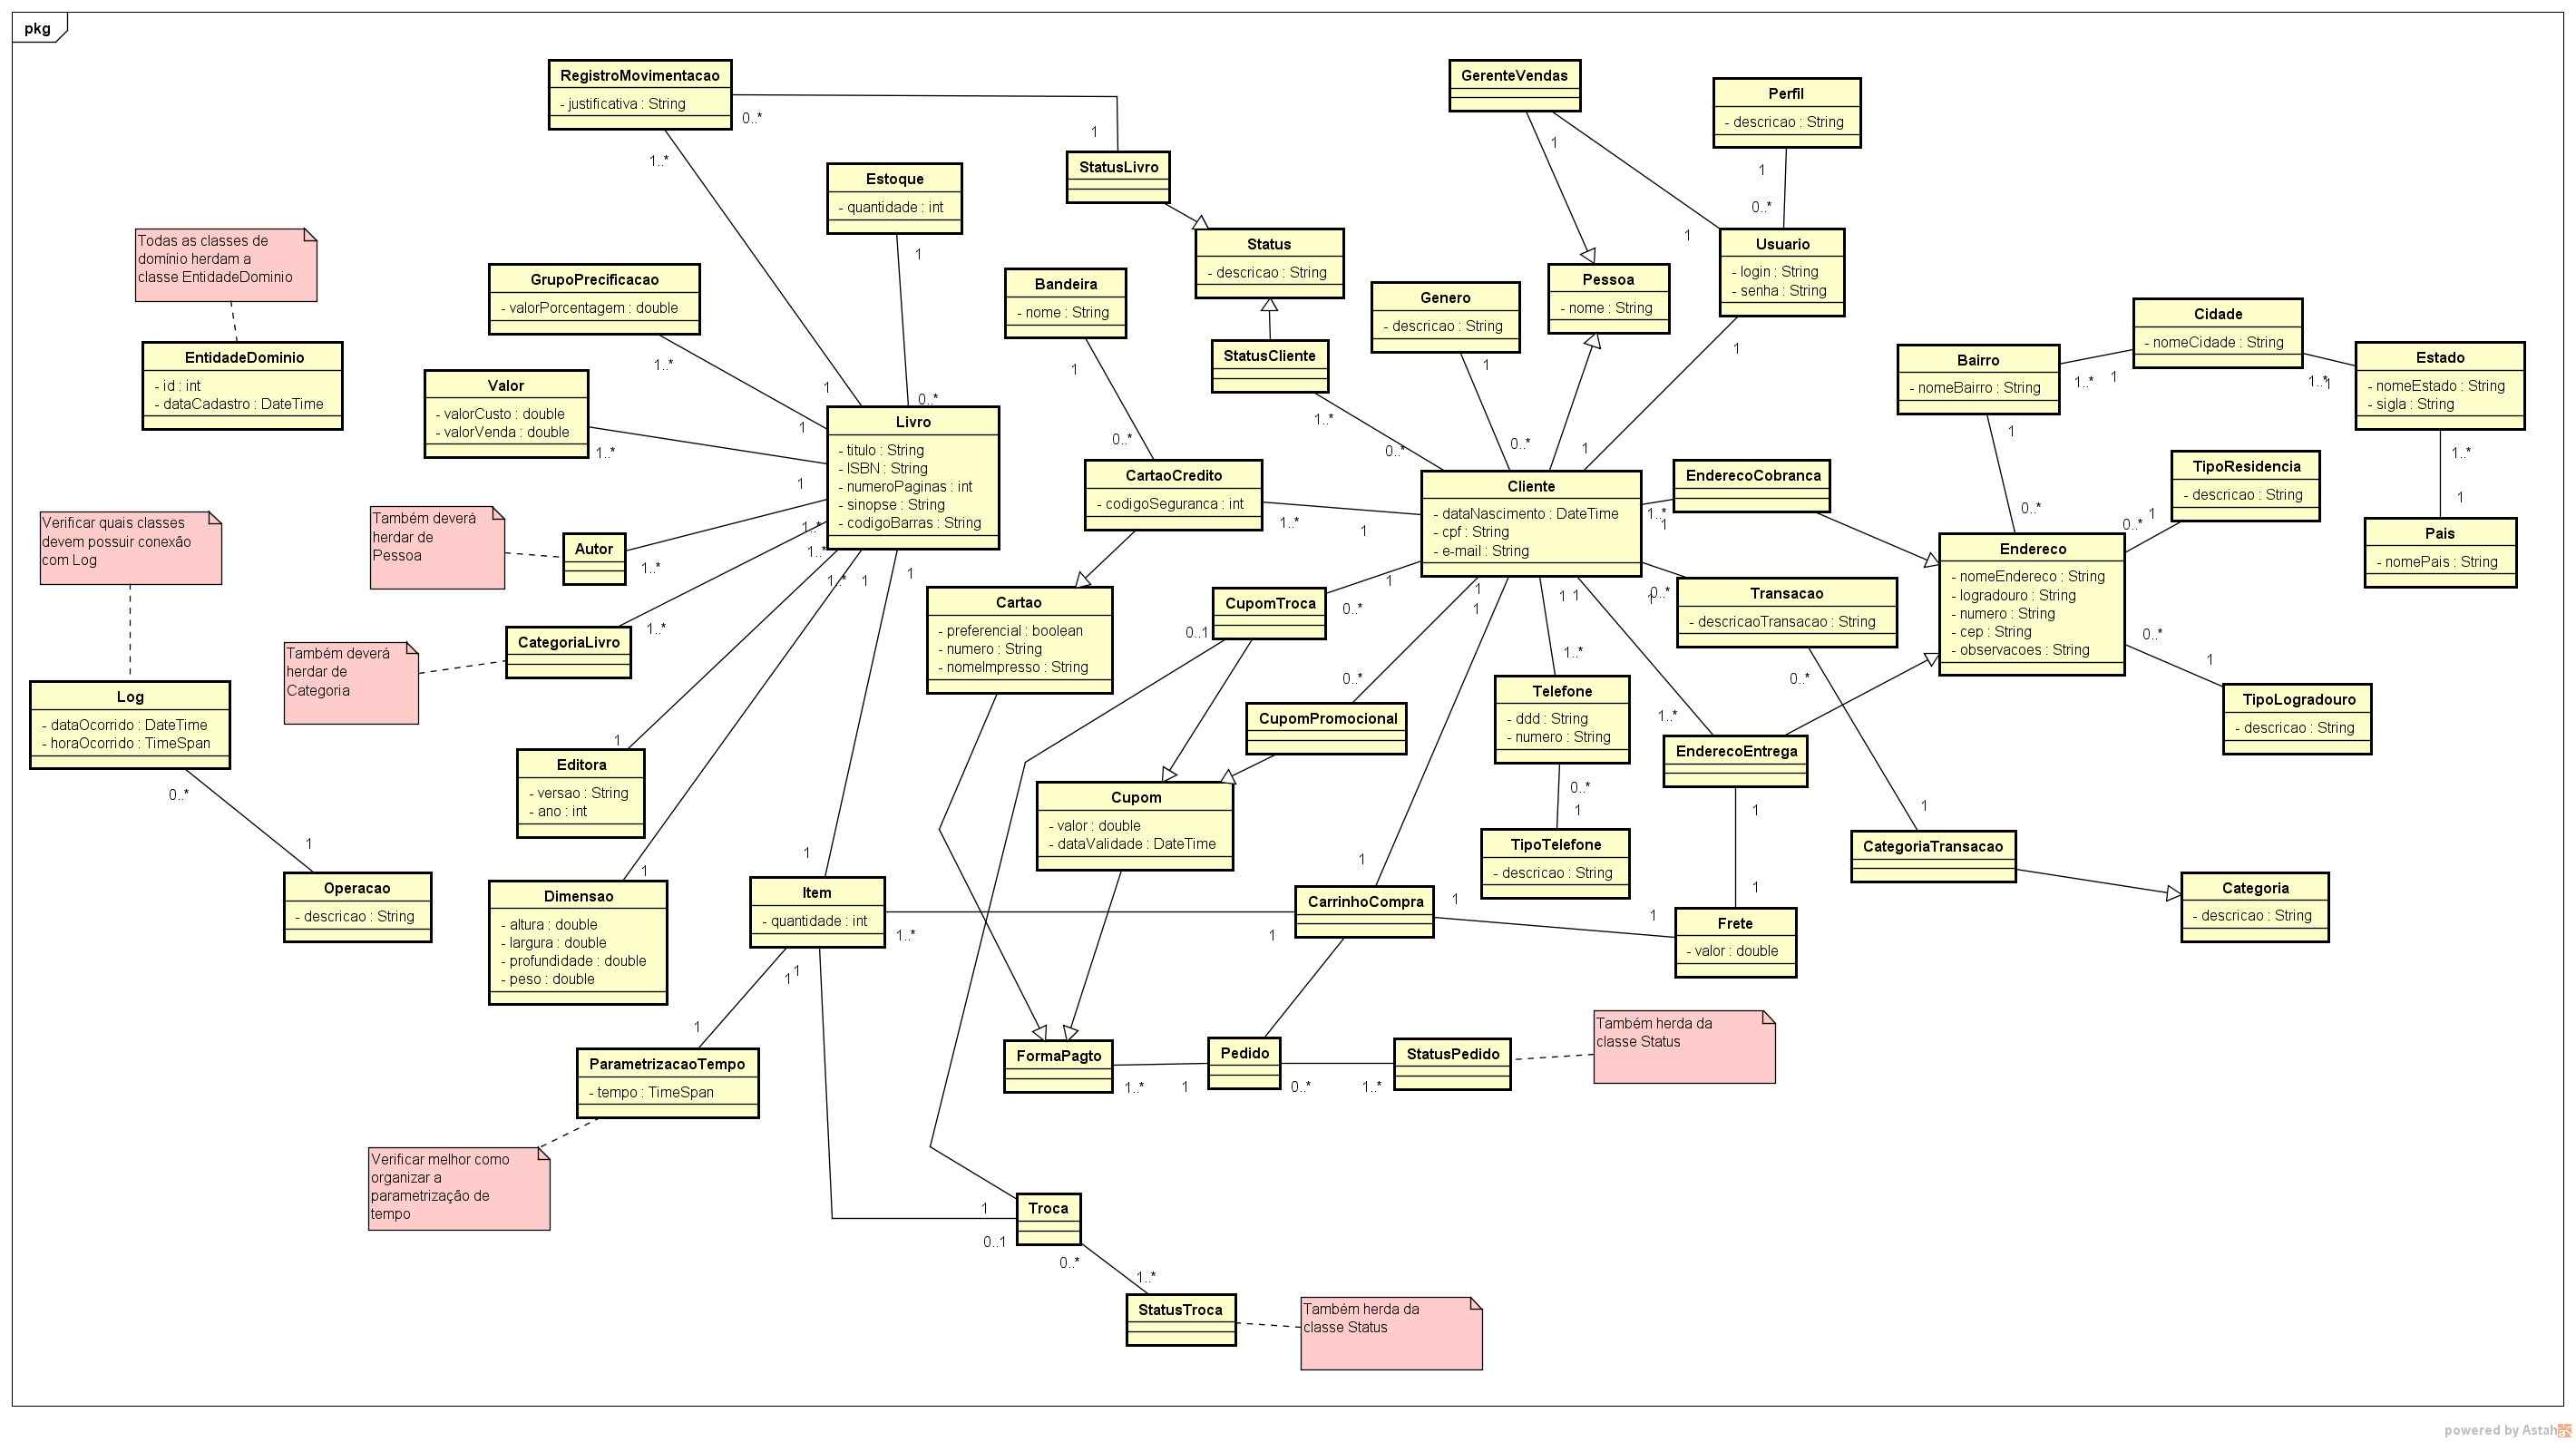 pkg
RegistroMovimentacao
- justificativa : String
0..*
1..*
1
StatusLivro
Estoque
- quantidade : int
1
0..*
GerenteVendas
1
1
Perfil
- descricao : String
1
0..*
Usuario
- login : String
- senha : String
1
1
Todas as classes de
domínio herdam a
classe EntidadeDominio
EntidadeDominio
- id : int
- dataCadastro : DateTime
GrupoPrecificacao
- valorPorcentagem : double
1..*
1
1
Valor
- valorCusto : double
- valorVenda : double
1..*
1
Status
- descricao : String
Bandeira
- nome : String
1
0..*
StatusCliente
1..*
0..*
Genero
- descricao : String
1
0..*
Pessoa
- nome : String
Cidade
- nomeCidade : String
1
1..*
Bairro
- nomeBairro : String
1..*
1
Estado
- nomeEstado : String
- sigla : String
1
1..*
Livro
- titulo : String
- ISBN : String
- numeroPaginas : int
- sinopse : String
- codigoBarras : String
1..*
1..*
1..*
1
1
CartaoCredito
- codigoSeguranca : int
1..*
1
Cliente
- dataNascimento : DateTime
- cpf : String
- e-mail : String
EnderecoCobranca
1..*
1
TipoResidencia
- descricao : String
1
0..*
0..*
Pais
- nomePais : String
1
Verificar quais classes
devem possuir conexão
com Log
Também deverá
herdar de
Pessoa
Autor
1..*
Endereco
- nomeEndereco : String
- logradouro : String
- numero : String
- cep : String
- observacoes : String
0..*
1
Cartao
- preferencial : boolean
- numero : String
- nomeImpresso : String
CupomTroca
0..1
0..*
1
1
1
1
1
1
0..*
Transacao
- descricaoTransacao : String
0..*
1
Também deverá
herdar de
Categoria
CategoriaLivro
1..*
Log
- dataOcorrido : DateTime
- horaOcorrido : TimeSpan
0..*
1
CupomPromocional
0..*
Telefone
- ddd : String
- numero : String
1..*
0..*
1
TipoLogradouro
- descricao : String
EnderecoEntrega
1..*
1
1
Editora
- versao : String
- ano : int
1
Cupom
- valor : double
- dataValidade : DateTime
TipoTelefone
- descricao : String
CategoriaTransacao
Categoria
- descricao : String
Operacao
- descricao : String
Dimensao
- altura : double
- largura : double
- profundidade : double
- peso : double
1
Item
- quantidade : int
1
1..*
1
1
CarrinhoCompra
1
1
1
1
Frete
- valor : double
ParametrizacaoTempo
- tempo : TimeSpan
1
FormaPagto
1..*
1
Pedido
0..*
1..*
StatusPedido
Também herda da
classe Status
Verificar melhor como
organizar a
parametrização de
tempo
Troca
1
0..1
0..*
1..*
StatusTroca
Também herda da
classe Status
powered by Astah